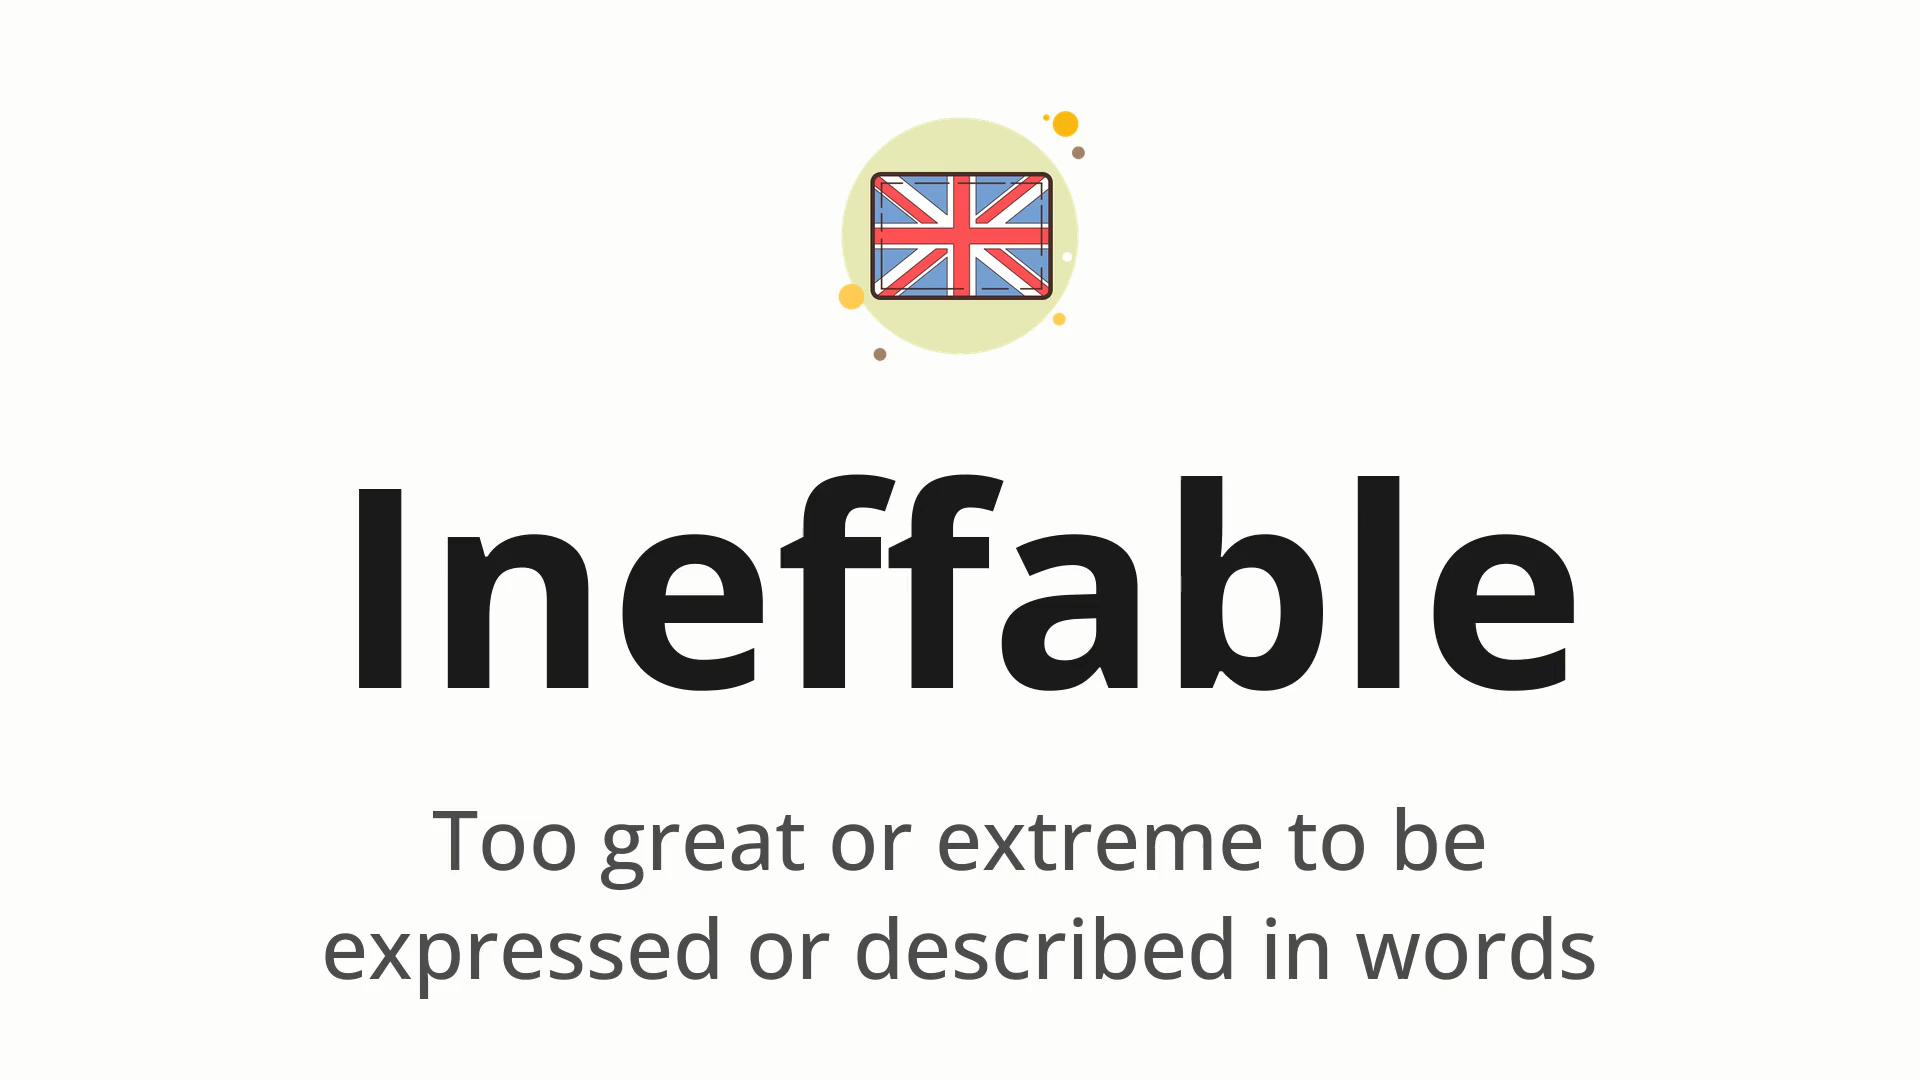 Ineffable
Too great or extreme to be
expressed or described in words